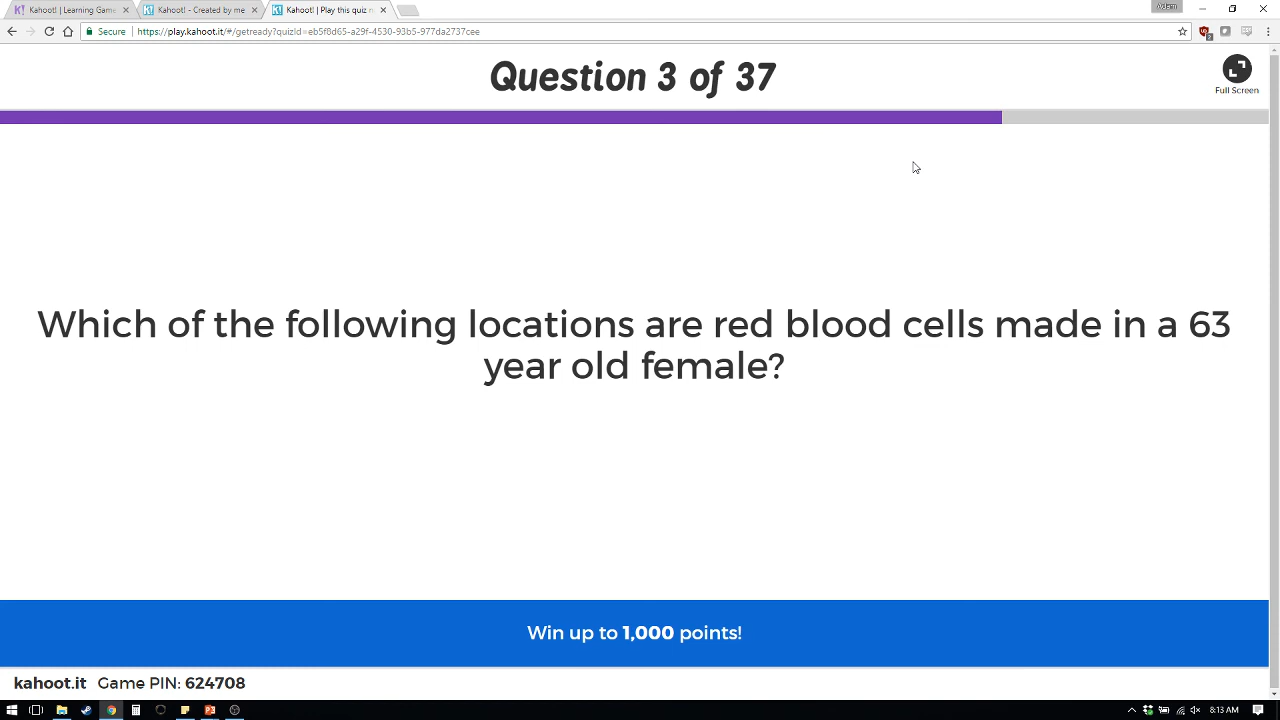 Kahoot! | Learning Game
Kahoot! - Created by me
Kahoot! | Play this quiz n
Adam
Secure
https://play.kahoot.it/#/getready?quizId=eb5f8d65-a29f-4530-93b5-977da2737cee
Question 3 of 37
Full Screen
Which of the following locations are red blood cells made in a 63
year old female?
Win up to 1,000 points!
kahoot.it Game PIN: 624708
8:13 AM